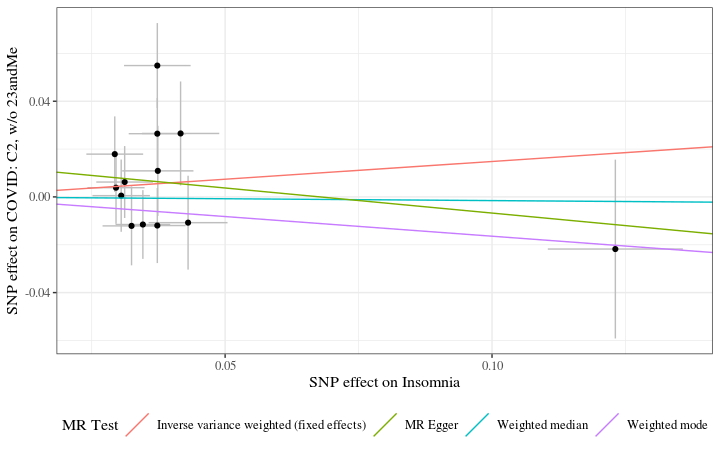 SNP effect on COVID: C2, w/o 23andMe
0.04
0.00
-0.04
0.05
0.10
SNP effect on Insomnia
MR Test
Inverse variance weighted (fixed effects)
MR Egger
Weighted median
Weighted mode